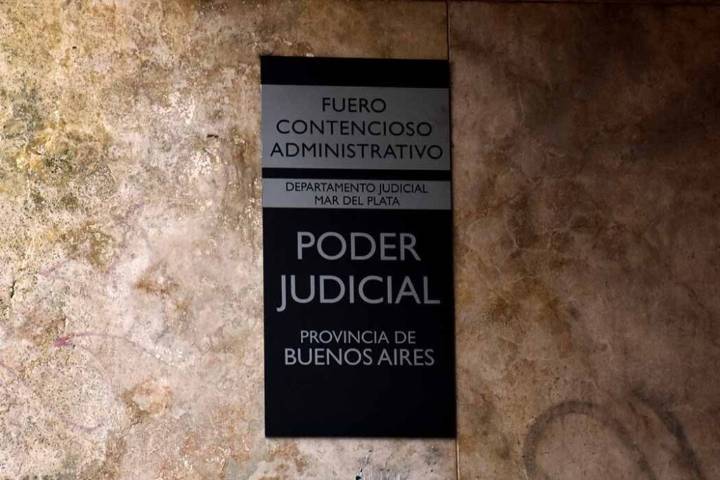 FUERO
CONTENCIOSO
ADMINISTRATIVO
DEPARTAMENTO JUDICIAL
MAR DEL PLATA
PODER
JUDICIAL
PROVINCIA DE
BUENOS AIRES